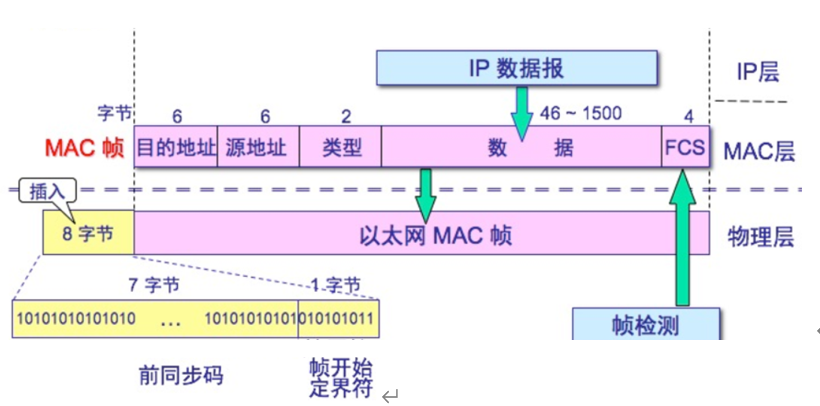 IP 数据报
IP层
字节 6 6 2 46 ~ 1500 4
MAC 帧 目的地址 源地址 类型 数 据 FCS MAC层
插入
8 字节 以太网 MAC 帧 物理层
7 字节 1 字节
10101010101010 ... 10101010101010101011
帧检测
前同步码 帧开始
定界符